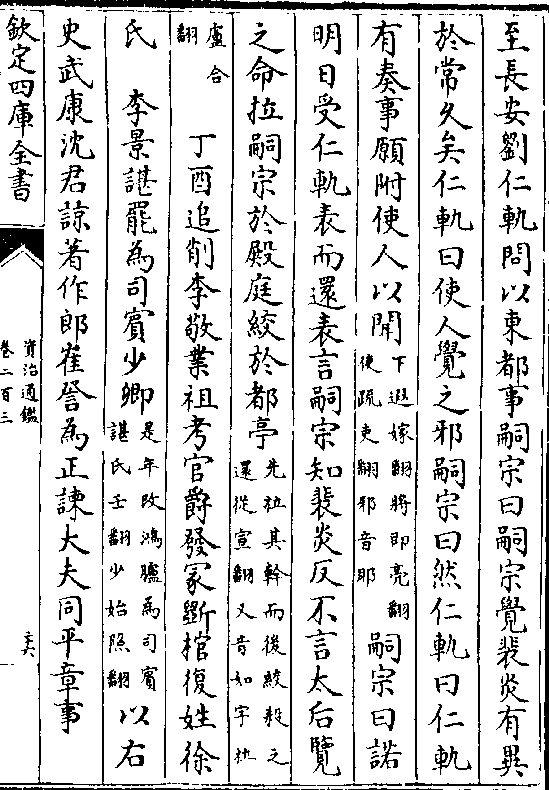 至長安劉仁軌問以東都事嗣宗曰嗣宗覺裴炎有異
於常久矣仁軌曰使人覺之邪嗣宗曰然仁軌曰仁軌
有奏事願附使人以聞下遐嫁翻將即亮翻使疏吏翻邪音耶嗣宗曰諾
明日受仁軌表而還表言嗣宗知裴炎反不言太后覽
之命拉嗣宗於殿庭絞於都亭先拉其幹而後絞殺之還從宣翻又音如字拉
盧合翻丁酉追削李敬業祖考官爵發冢斲棺復姓徐
氏李景諶罷為司賓少卿是年改鴻臚為司賓諶氏壬翻少始照翻以右
史武康沈君諒著作郎崔詧為正諫大夫同平章事
欽定四庫全書
資治通鑑
卷二百三